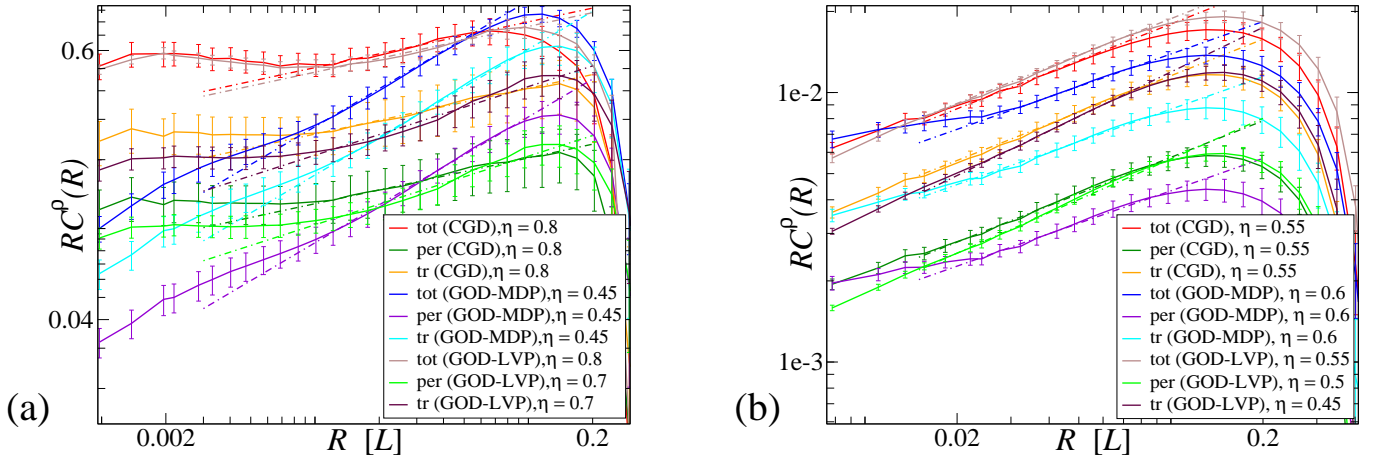 0.6
0.04
RC^ρ(R)
tot (CGD),η = 0.8
per (CGD),η = 0.8
tr (CGD),η = 0.8
tot (GOD-MDP),η = 0.45
per (GOD-MDP),η = 0.45
tr (GOD-MDP),η = 0.45
tot (GOD-LVP),η = 0.8
per (GOD-LVP),η = 0.7
tr (GOD-LVP),η = 0.7
(a)
0.002
R [L]
0.2
1e-2
1e-3
RC^ρ(R)
tot (CGD), η = 0.55
per (CGD), η = 0.55
tr (CGD), η = 0.55
tot (GOD-MDP), η = 0.6
per (GOD-MDP), η = 0.6
tr (GOD-MDP), η = 0.6
tot (GOD-LVP), η = 0.55
per (GOD-LVP), η = 0.5
tr (GOD-LVP), η = 0.45
(b)
0.02
R [L]
0.2